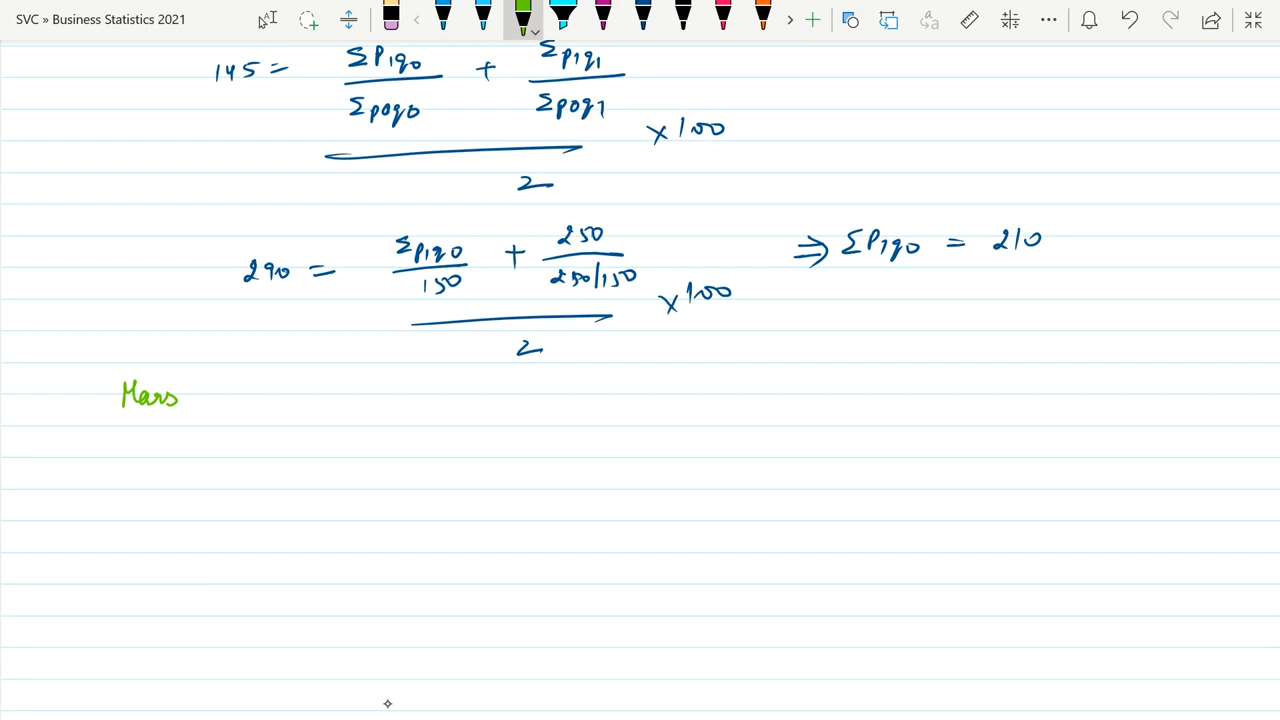 SVC » Business Statistics 2021
145 = Σp1q0 / Σp0q0 + Σp1q1 / Σp0q1
x 100
2
290 = Σp1q0 / 150 + 250 / 250/150 ⇒ Σp1q0 = 210
x 100
2
Mars